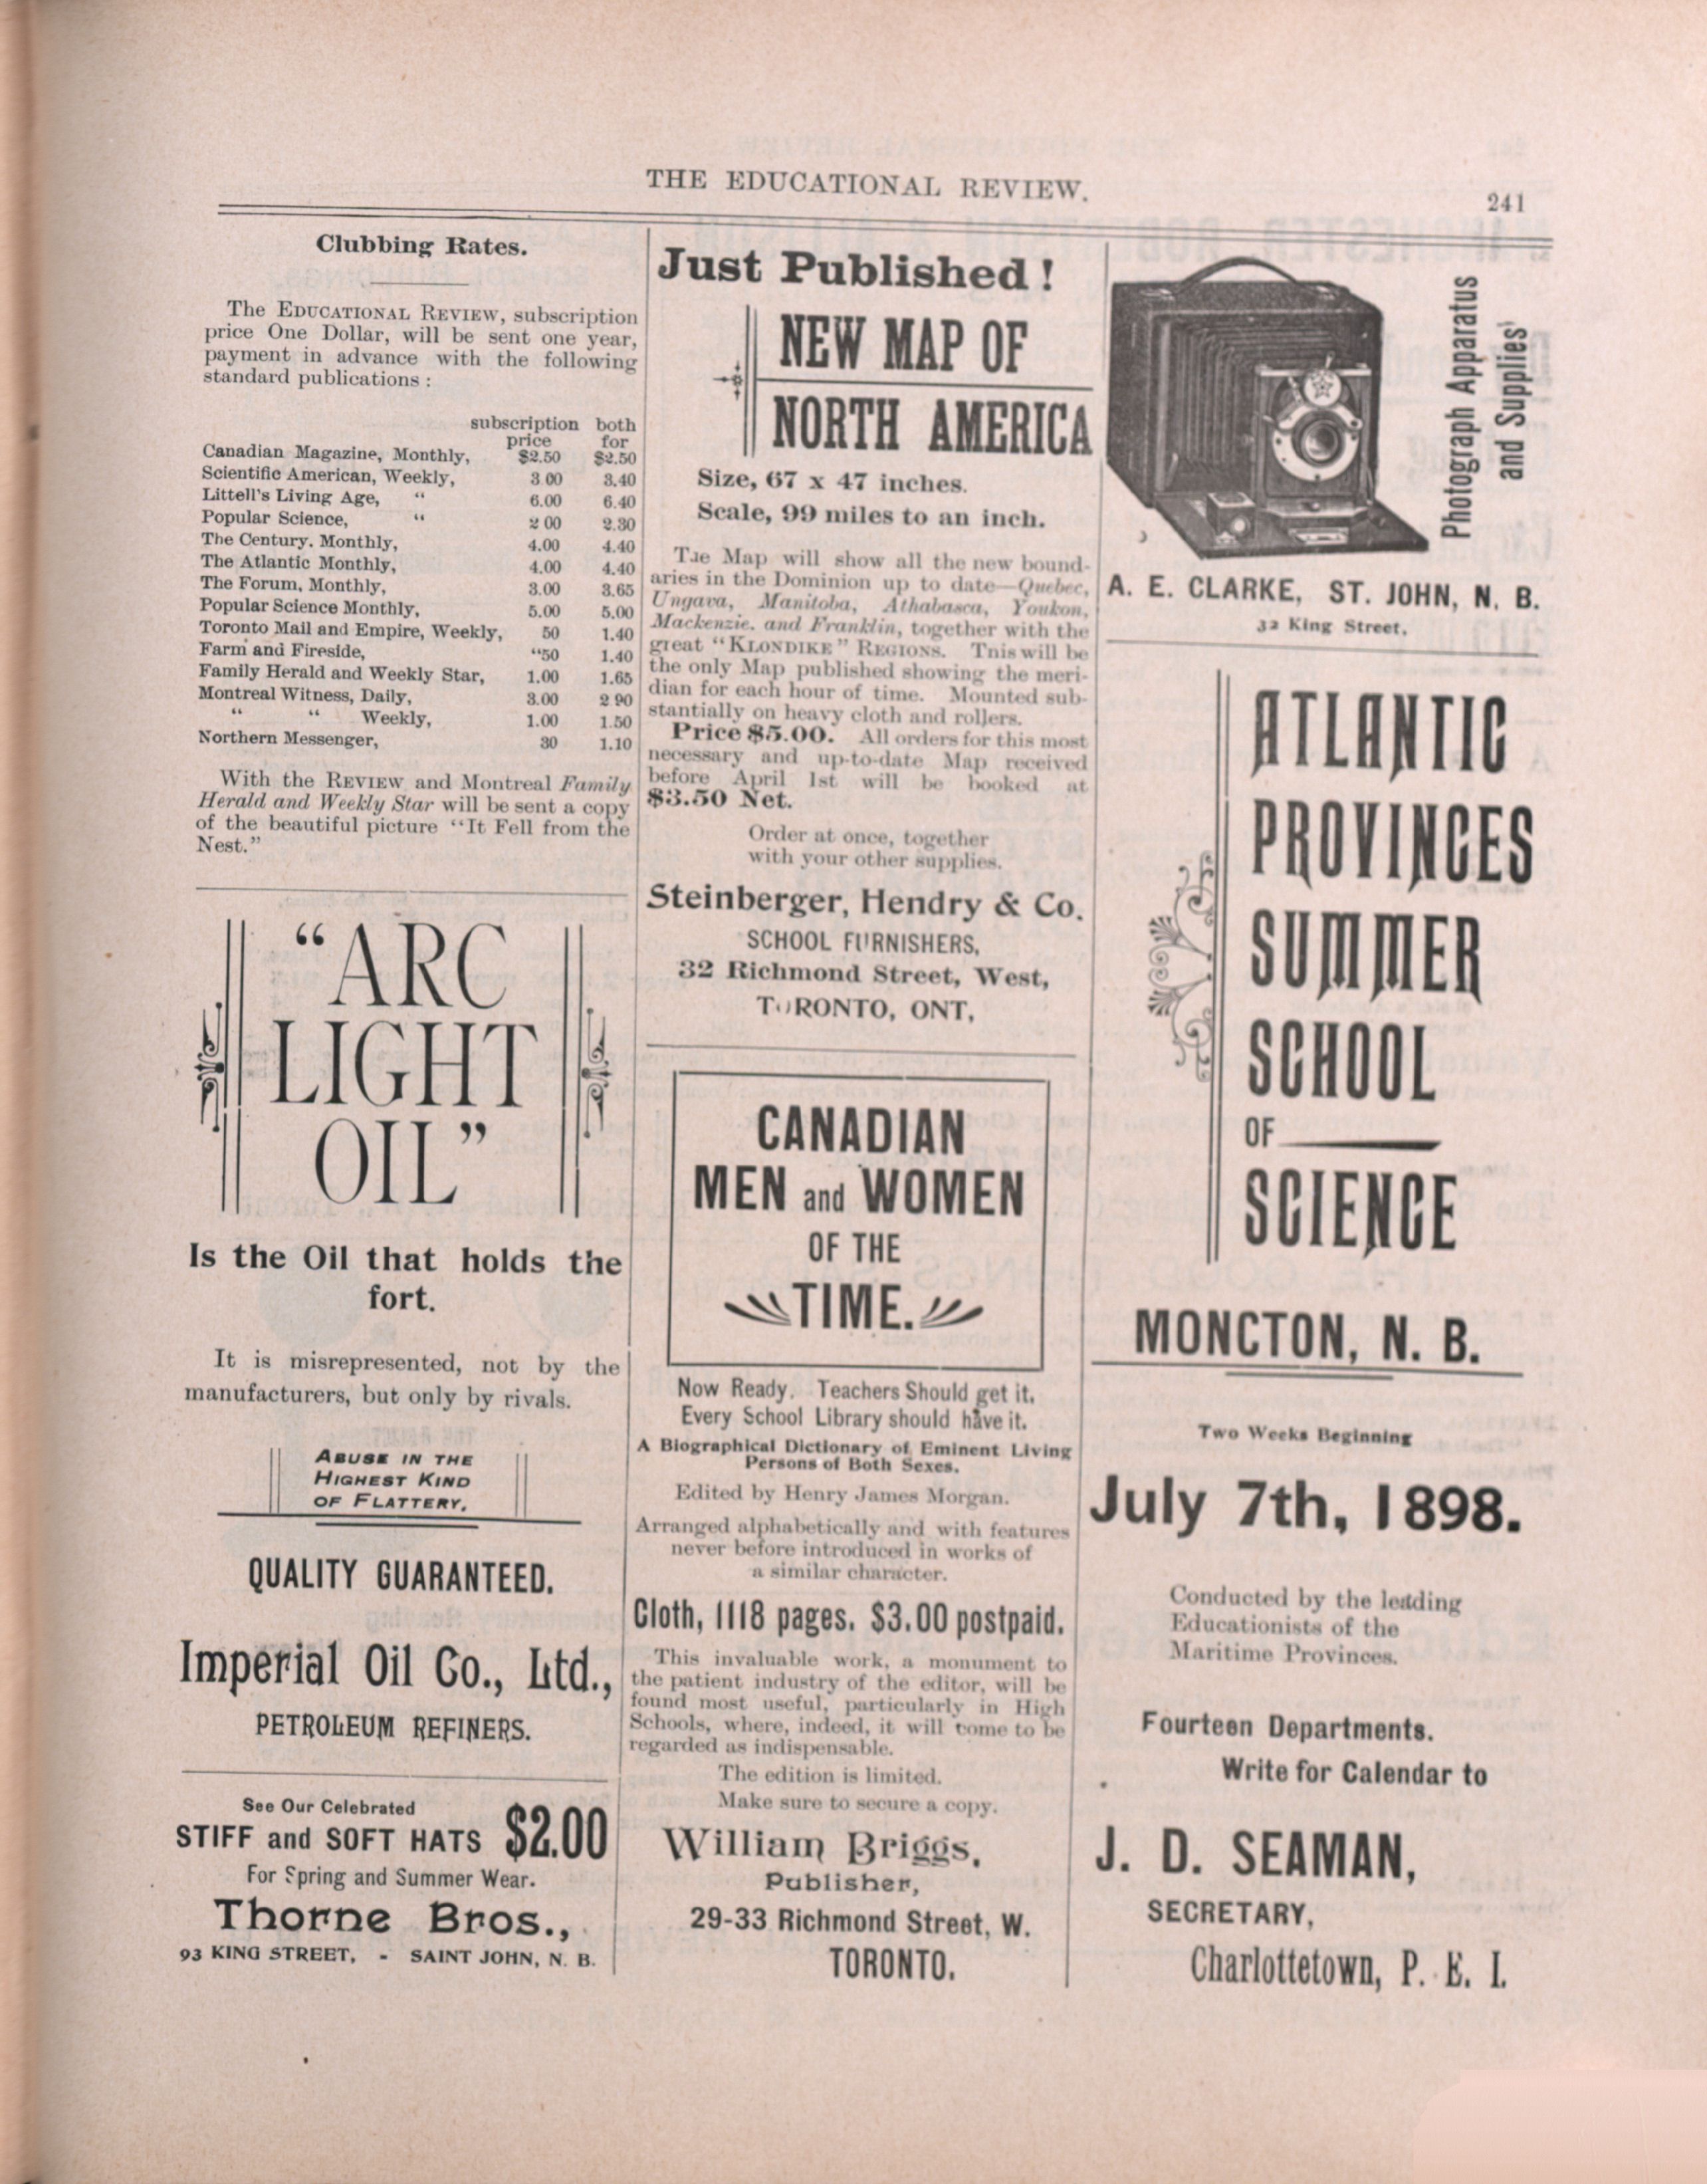 THE EDUCATIONAL REVIEW.
241
Clubbing Rates.
The EDUCATIONAL REVIEW, subscription
price One Dollar, will be sent one year,
payment in advance with the following
standard publications :
subscription both
price for
Canadian Magazine, Monthly, $2.50 $2.50
Scientific American, Weekly, 3 00 3.40
Littell's Living Age, “ 6.00 6.40
Popular Science, “ 2 00 2.30
The Century. Monthly, 4.00 4.40
The Atlantic Monthly, 4.00 4.40
The Forum, Monthly, 3.00 3.65
Popular Science Monthly, 5.00 5.00
Toronto Mail and Empire, Weekly, 50 1.40
Farm and Fireside, “50 1.40
Family Herald and Weekly Star, 1.00 1.65
Montreal Witness, Daily, 3.00 2 90
“ “ Weekly, 1.00 1.50
Northern Messenger, 30 1.10
With the REVIEW and Montreal Family
Herald and Weekly Star will be sent a copy
of the beautiful picture “It Fell from the
Nest.”
“ARC
LIGHT
OIL”
Is the Oil that holds the
fort.
It is misrepresented, not by the
manufacturers, but only by rivals.
ABUSE IN THE
HIGHEST KIND
OF FLATTERY.
QUALITY GUARANTEED.
Imperial Oil Co., Ltd.,
PETROLEUM REFINERS.
See Our Celebrated
STIFF and SOFT HATS $2.00
For Spring and Summer Wear.
Thorne Bros.,
93 KING STREET, - SAINT JOHN, N. B.
Just Published !
NEW MAP OF
NORTH AMERICA
Size, 67 x 47 inches.
Scale, 99 miles to an inch.
The Map will show all the new bound-
aries in the Dominion up to date—Quebec,
Ungava, Manitoba, Athabasca, Youkon,
Mackenzie. and Franklin, together with the
great “KLONDIKE” REGIONS. This will be
the only Map published showing the meri-
dian for each hour of time. Mounted sub-
stantially on heavy cloth and rollers.
Price $5.00. All orders for this most
necessary and up-to-date Map received
before April 1st will be booked at
$3.50 Net.
Order at once, together
with your other supplies.
Steinberger, Hendry & Co.
SCHOOL FURNISHERS,
32 Richmond Street, West,
TORONTO, ONT,
CANADIAN
MEN and WOMEN
OF THE
TIME.
Now Ready. Teachers Should get it.
Every School Library should have it.
A Biographical Dictionary of Eminent Living
Persons of Both Sexes.
Edited by Henry James Morgan.
Arranged alphabetically and with features
never before introduced in works of
a similar character.
Cloth, 1118 pages. $3.00 postpaid.
This invaluable work, a monument to
the patient industry of the editor, will be
found most useful, particularly in High
Schools, where, indeed, it will come to be
regarded as indispensable.
The edition is limited.
Make sure to secure a copy.
William Briggs,
Publisher,
29-33 Richmond Street, W.
TORONTO.
Photograph Apparatus
and Supplies
A. E. CLARKE, ST. JOHN, N. B.
32 King Street.
ATLANTIC
PROVINCES
SUMMER
SCHOOL
OF
SCIENCE
MONCTON, N. B.
Two Weeks Beginning
July 7th, 1898.
Conducted by the leading
Educationists of the
Maritime Provinces.
Fourteen Departments.
Write for Calendar to
J. D. SEAMAN,
SECRETARY,
Charlottetown, P. E. I.